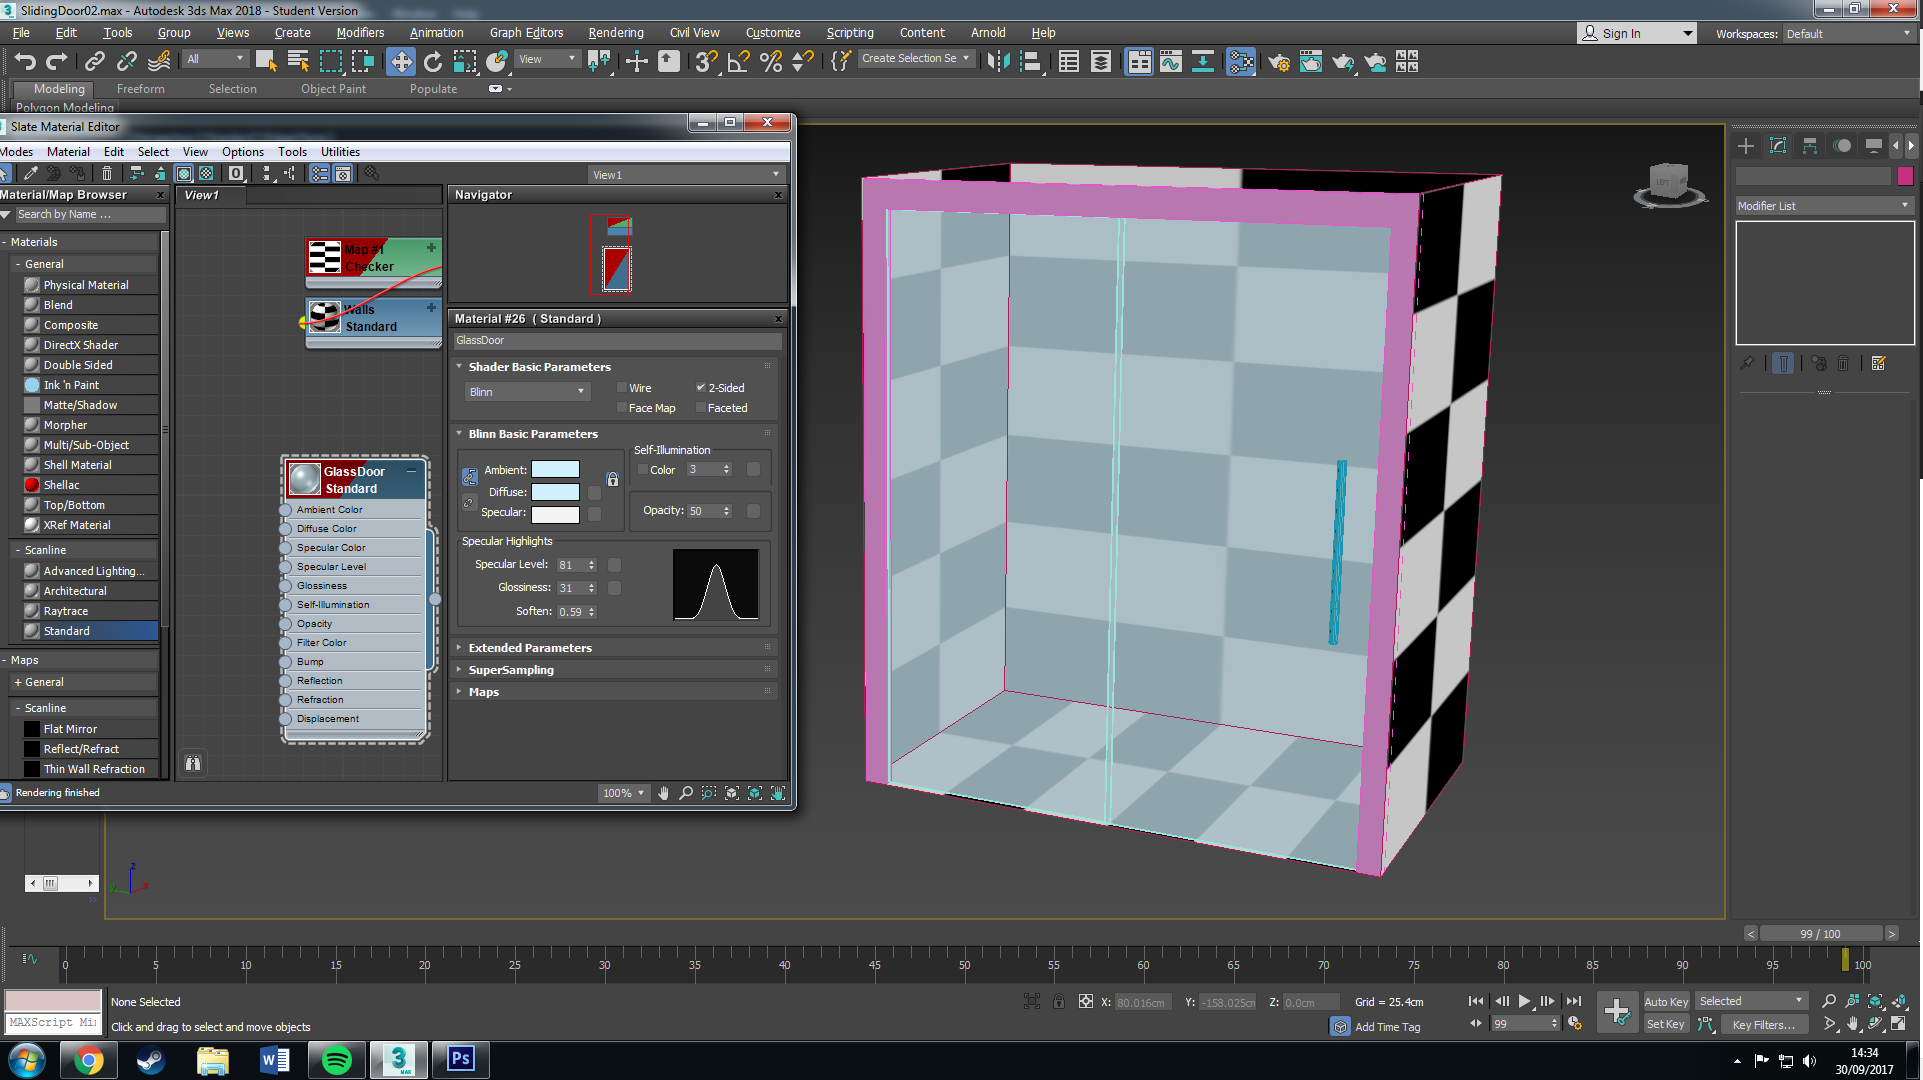 SlidingDoor02.max - Autodesk 3ds Max 2018 - Student Version
File Edit Tools Group Views Create Modifiers Animation Graph Editors Rendering Civil View Customize Scripting Content Arnold Help
Sign In Workspaces: Default
All View Create Selection Se
Modeling Freeform Selection Object Paint Populate
Polygon Modeling
Slate Material Editor
Modes Material Edit Select View Options Tools Utilities
View1
Material/Map Browser
View1
Navigator
Search by Name ...
Modifier List
- Materials
- General
Physical Material
Blend
Composite
DirectX Shader
Double Sided
Ink 'n Paint
Matte/Shadow
Morpher
Multi/Sub-Object
Shell Material
Shellac
Top/Bottom
XRef Material
- Scanline
Advanced Lighting...
Architectural
Raytrace
Standard
- Maps
+ General
- Scanline
Flat Mirror
Reflect/Refract
Thin Wall Refraction
Map #1
Checker
Walls
Standard
GlassDoor
Standard
Ambient Color
Diffuse Color
Specular Color
Specular Level
Glossiness
Self-Illumination
Opacity
Filter Color
Bump
Reflection
Refraction
Displacement
Material #26 ( Standard )
GlassDoor
Shader Basic Parameters
Blinn Wire 2-Sided
Face Map Faceted
Blinn Basic Parameters
Self-Illumination
Ambient: Color 3
Diffuse:
Specular: Opacity: 50
Specular Highlights
Specular Level: 81
Glossiness: 31
Soften: 0.59
Extended Parameters
SuperSampling
Maps
Rendering finished
100%
z
99 / 100
0 5 10 15 20 25 30 35 40 45 50 55 60 65 70 75 80 85 90 95 100
None Selected
X: 80.016cm Y: -158.025cm Z: 0.0cm Grid = 25.4cm
Auto Key Selected
MAXScript Mi
Click and drag to select and move objects
Add Time Tag
99
Set Key Key Filters...
14:34
30/09/2017